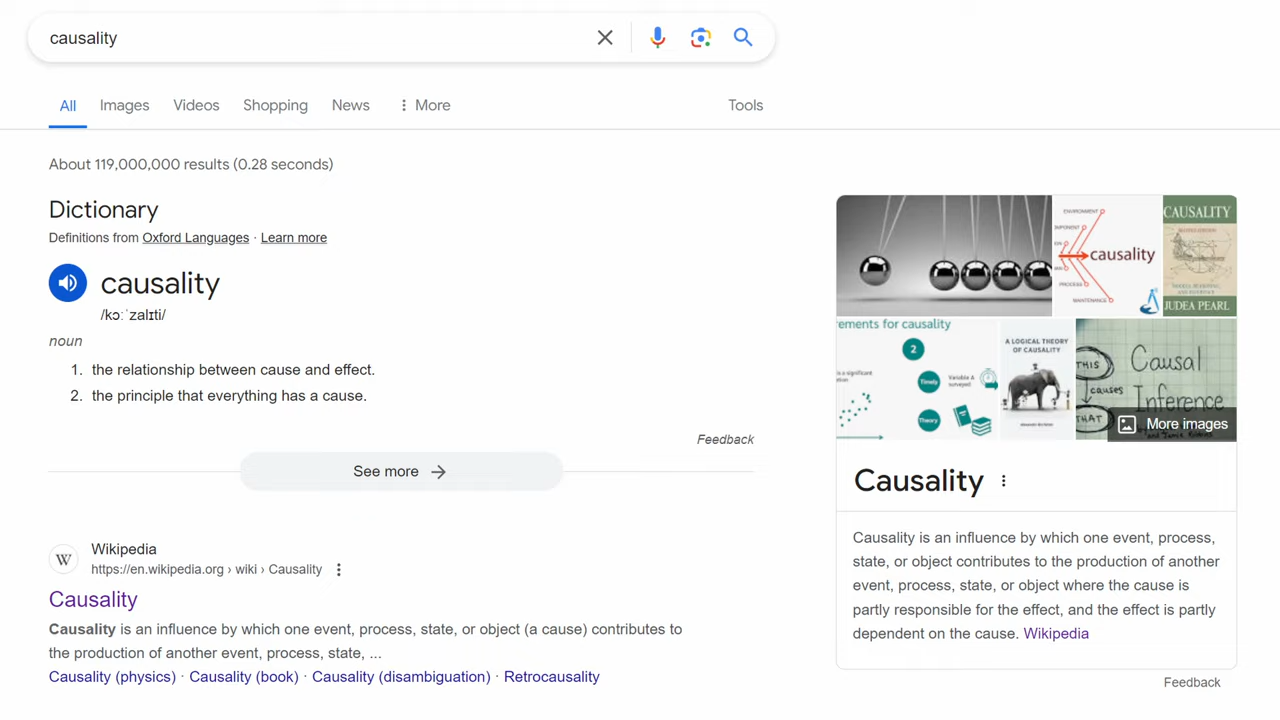 causality
All Images Videos Shopping News More Tools
About 119,000,000 results (0.28 seconds)
Dictionary
Definitions from Oxford Languages · Learn more
causality
/kɔːˈzalɪti/
noun
1. the relationship between cause and effect.
2. the principle that everything has a cause.
Feedback
See more
W
Wikipedia
https://en.wikipedia.org › wiki › Causality
Causality
Causality is an influence by which one event, process, state, or object (a cause) contributes to
the production of another event, process, state, ...
Causality (physics) · Causality (book) · Causality (disambiguation) · Retrocausality
ENVIRONMENT
causality
PROCESS
MAINTENANCE
CAUSALITY
JUDEA PEARL
ements for causality
2
Timely
Variable &
surveyed
Theory
A LOGICAL THEORY
OF CAUSALITY
THIS
causes
THAT
Causal
Inference
More images
Causality
Causality is an influence by which one event, process,
state, or object contributes to the production of another
event, process, state, or object where the cause is
partly responsible for the effect, and the effect is partly
dependent on the cause. Wikipedia
Feedback